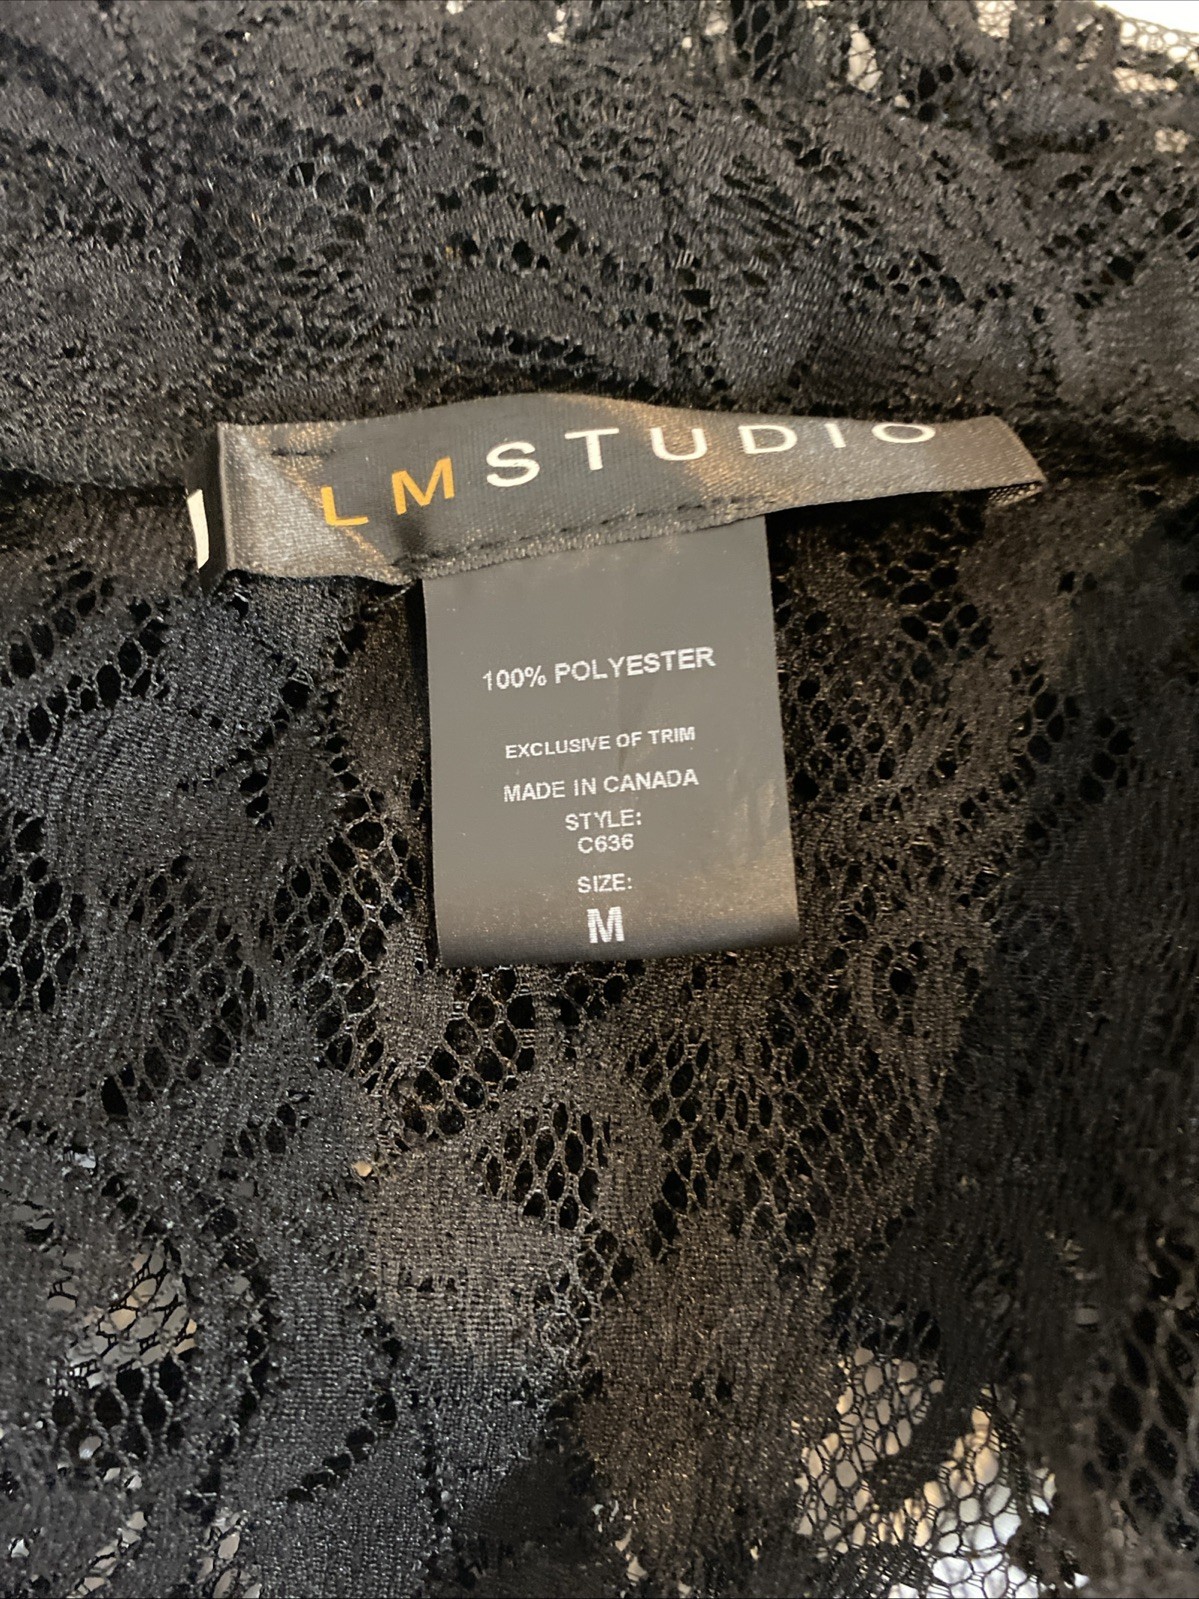 LMSTUDIO
100% POLYESTER
EXCLUSIVE OF TRIM
MADE IN CANADA
STYLE:
C636
SIZE:
M